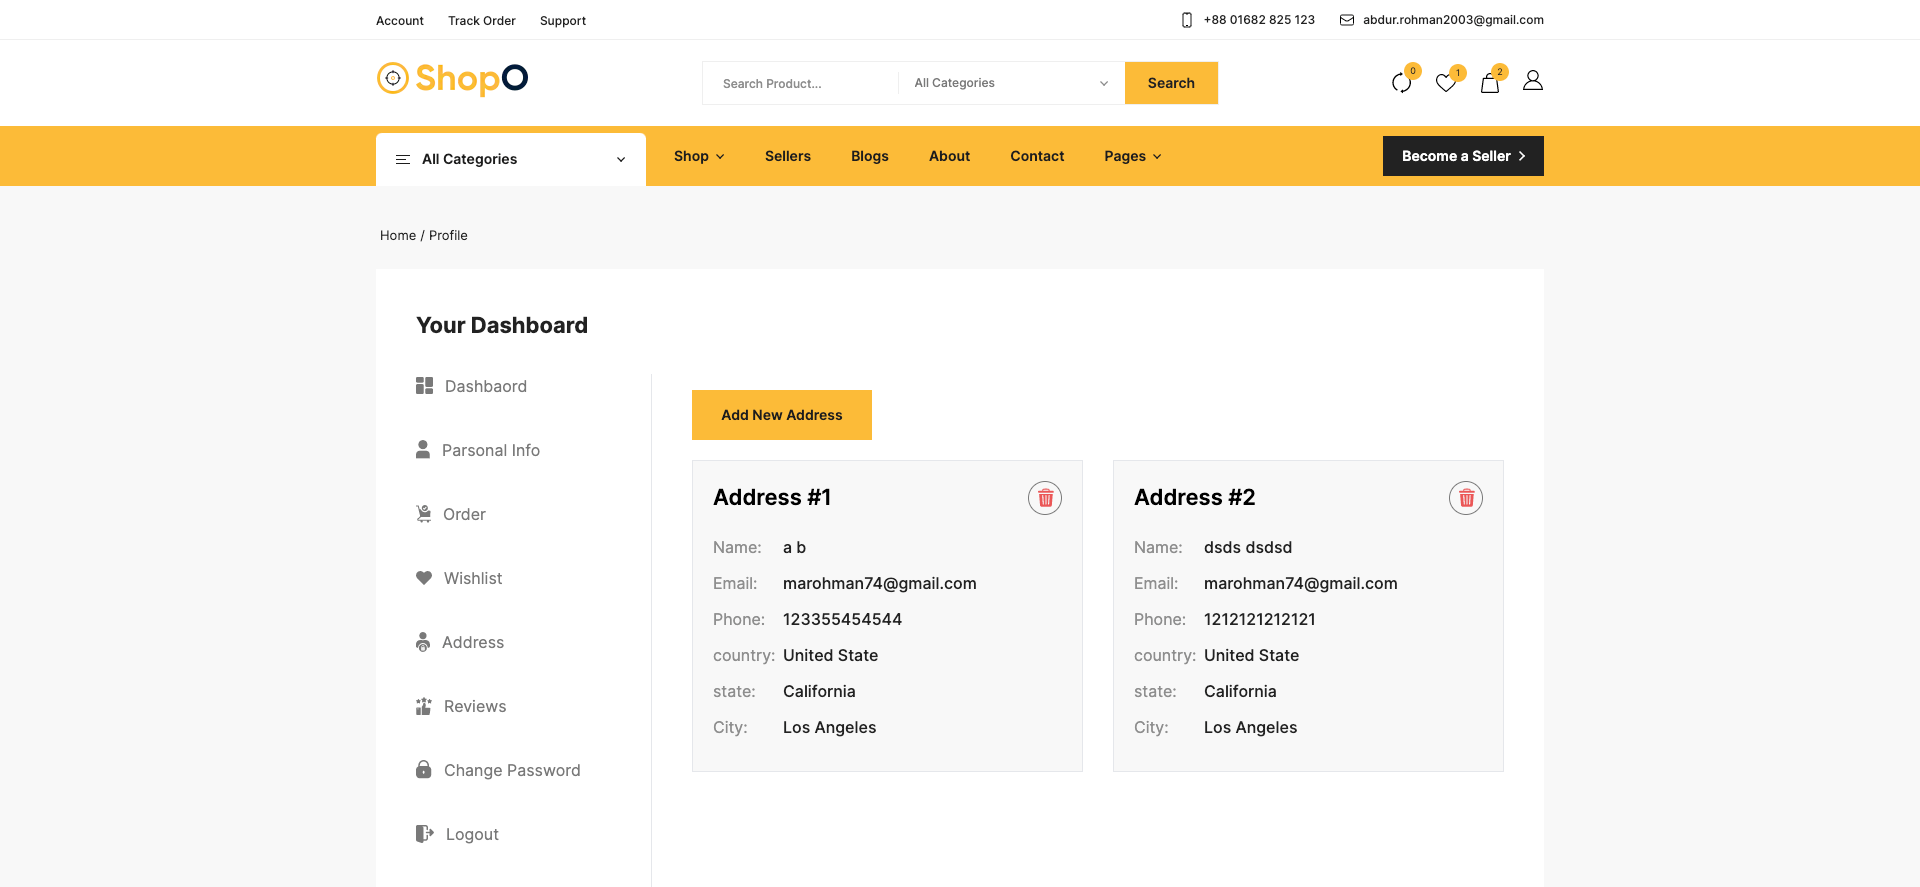 Account Track Order Support +88 01682 825 123 abdur.rohman2003@gmail.com
ShopO Search Product... All Categories Search 0 1 2
All Categories Shop Sellers Blogs About Contact Pages Become a Seller
Home / Profile
Your Dashboard
Dashbaord
Parsonal Info
Order
Wishlist
Address
Reviews
Change Password
Logout
Add New Address
Address #1
Name: a b
Email: marohman74@gmail.com
Phone: 123355454544
country: United State
state: California
City: Los Angeles
Address #2
Name: dsds dsdsd
Email: marohman74@gmail.com
Phone: 1212121212121
country: United State
state: California
City: Los Angeles